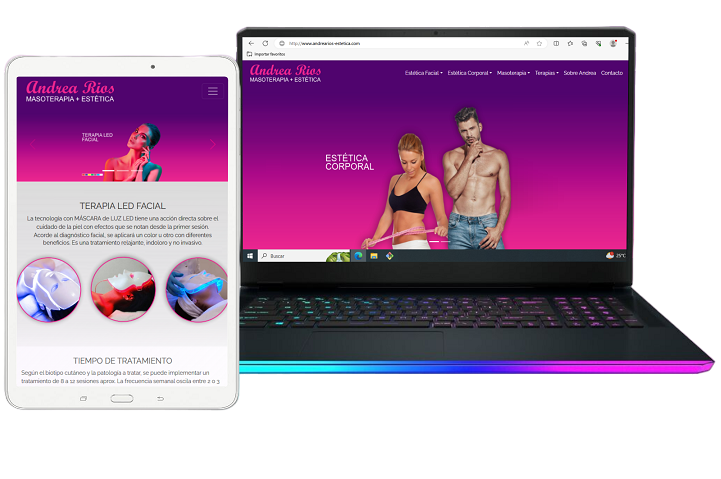 Andrea Rios
MASOTERAPIA + ESTÉTICA
TERAPIA LED
FACIAL
TERAPIA LED FACIAL
La tecnología con MÁSCARA de LUZ LED tiene una acción directa sobre el
cuidado de la piel con efectos que se notan desde la primer sesión.
Acorde al diagnóstico facial, se aplicará un color u otro con diferentes
beneficios. Es una tratamiento relajante, indoloro y no invasivo.
TIEMPO DE TRATAMIENTO
Según el biotipo cutáneo y la patología a tratar, se puede implementar un
tratamiento de 8 a 12 sesiones aprox. La frecuencia semanal oscila entre 2 o 3
http://www.andrearios-estetica.com
Importar favoritos
Andrea Rios
MASOTERAPIA + ESTÉTICA
Estética Facial Estética Corporal Masoterapia Terapias Sobre Andrea Contacto
ESTÉTICA
CORPORAL
Buscar
25°C